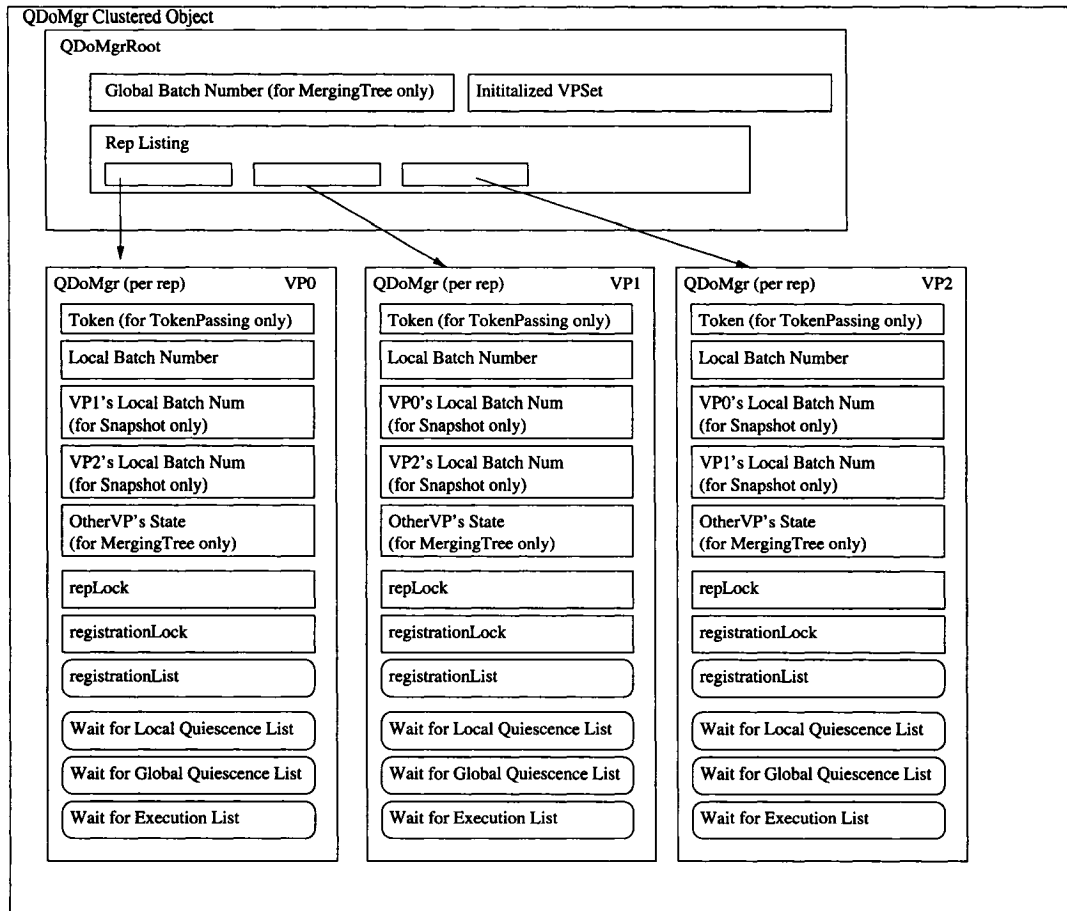 QDoMgr Clustered Object
QDoMgrRoot
Global Batch Number (for MergingTree only)
Inititalized VPSet
Rep Listing
QDoMgr (per rep) VP0
Token (for TokenPassing only)
Local Batch Number
VP1's Local Batch Num
(for Snapshot only)
VP2's Local Batch Num
(for Snapshot only)
OtherVP's State
(for MergingTree only)
repLock
registrationLock
registrationList
Wait for Local Quiescence List
Wait for Global Quiescence List
Wait for Execution List
QDoMgr (per rep) VP1
Token (for TokenPassing only)
Local Batch Number
VP0's Local Batch Num
(for Snapshot only)
VP2's Local Batch Num
(for Snapshot only)
OtherVP's State
(for MergingTree only)
repLock
registrationLock
registrationList
Wait for Local Quiescence List
Wait for Global Quiescence List
Wait for Execution List
QDoMgr (per rep) VP2
Token (for TokenPassing only)
Local Batch Number
VP0's Local Batch Num
(for Snapshot only)
VP1's Local Batch Num
(for Snapshot only)
OtherVP's State
(for MergingTree only)
repLock
registrationLock
registrationList
Wait for Local Quiescence List
Wait for Global Quiescence List
Wait for Execution List